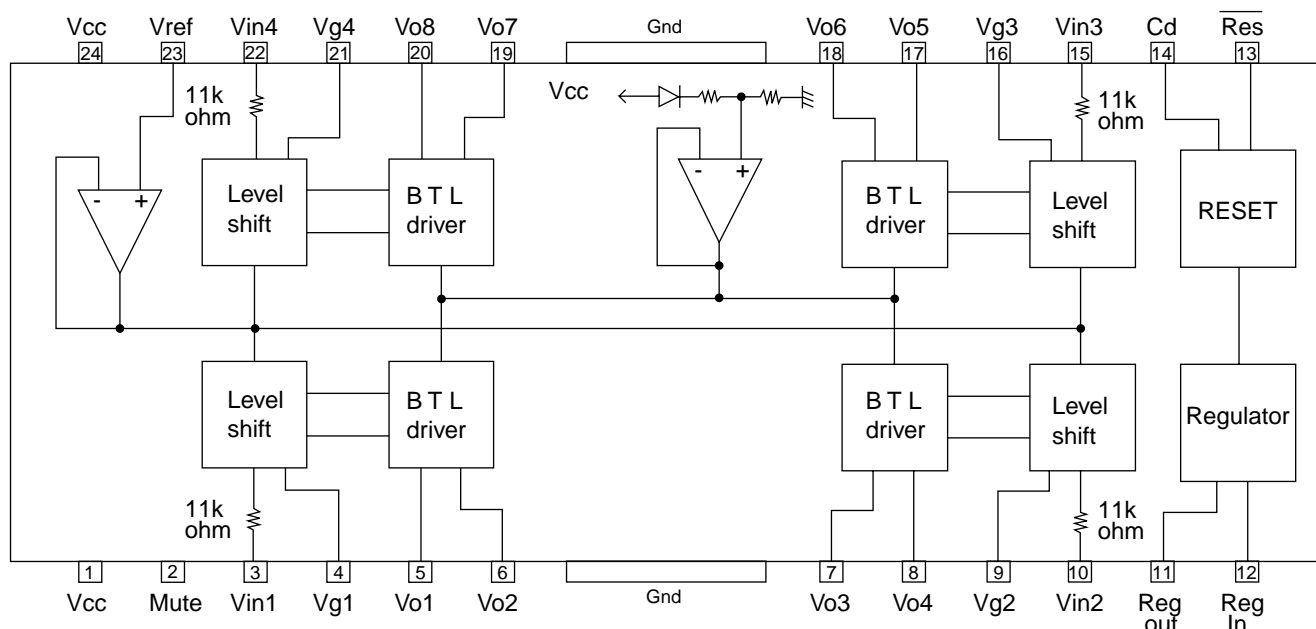 Vcc Vref Vin4 Vg4 Vo8 Vo7 Gnd Vo6 Vo5 Vg3 Vin3 Cd Res
24 23 22 21 20 19 18 17 16 15 14 13
11k
ohm
Vcc
11k
ohm
- +
Level
shift
B T L
driver
- +
B T L
driver
Level
shift
RESET
Level
shift
B T L
driver
B T L
driver
Level
shift
Regulator
11k
ohm
11k
ohm
1 2 3 4 5 6 7 8 9 10 11 12
Vcc Mute Vin1 Vg1 Vo1 Vo2 Gnd Vo3 Vo4 Vg2 Vin2 Reg Reg
out In